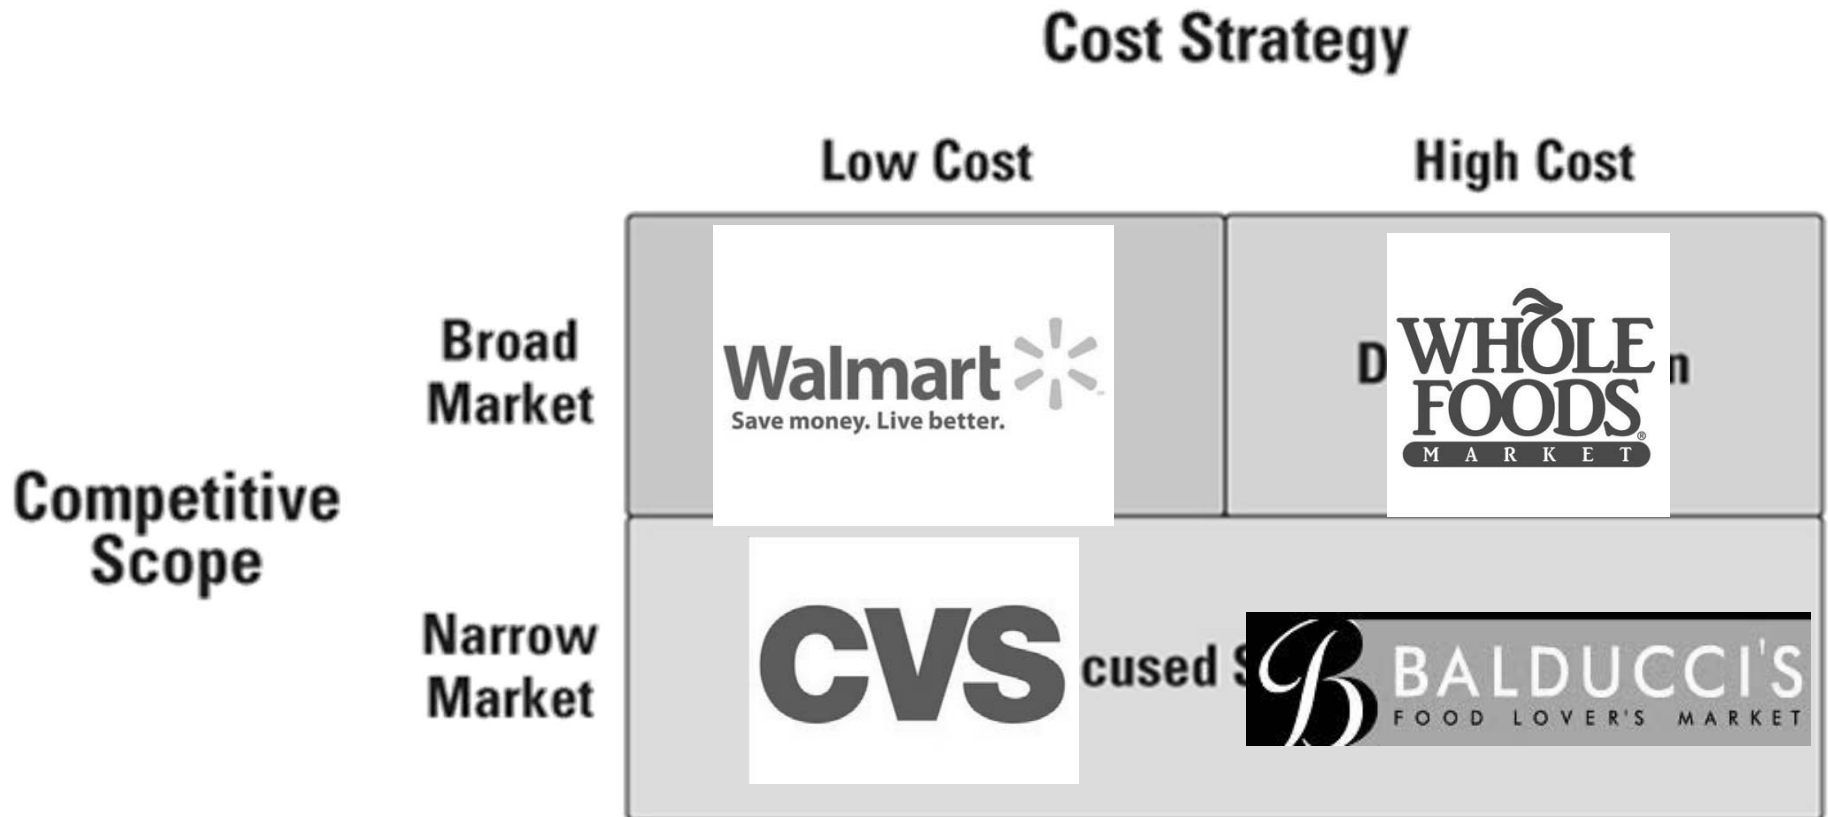 Cost Strategy
Low Cost
High Cost
Broad
Market
Walmart
Save money. Live better.
D
WHOLE
FOODS®
MARKET
n
Competitive
Scope
Narrow
Market
CVS
cused S
B
BALDUCCI'S
FOOD LOVER'S MARKET